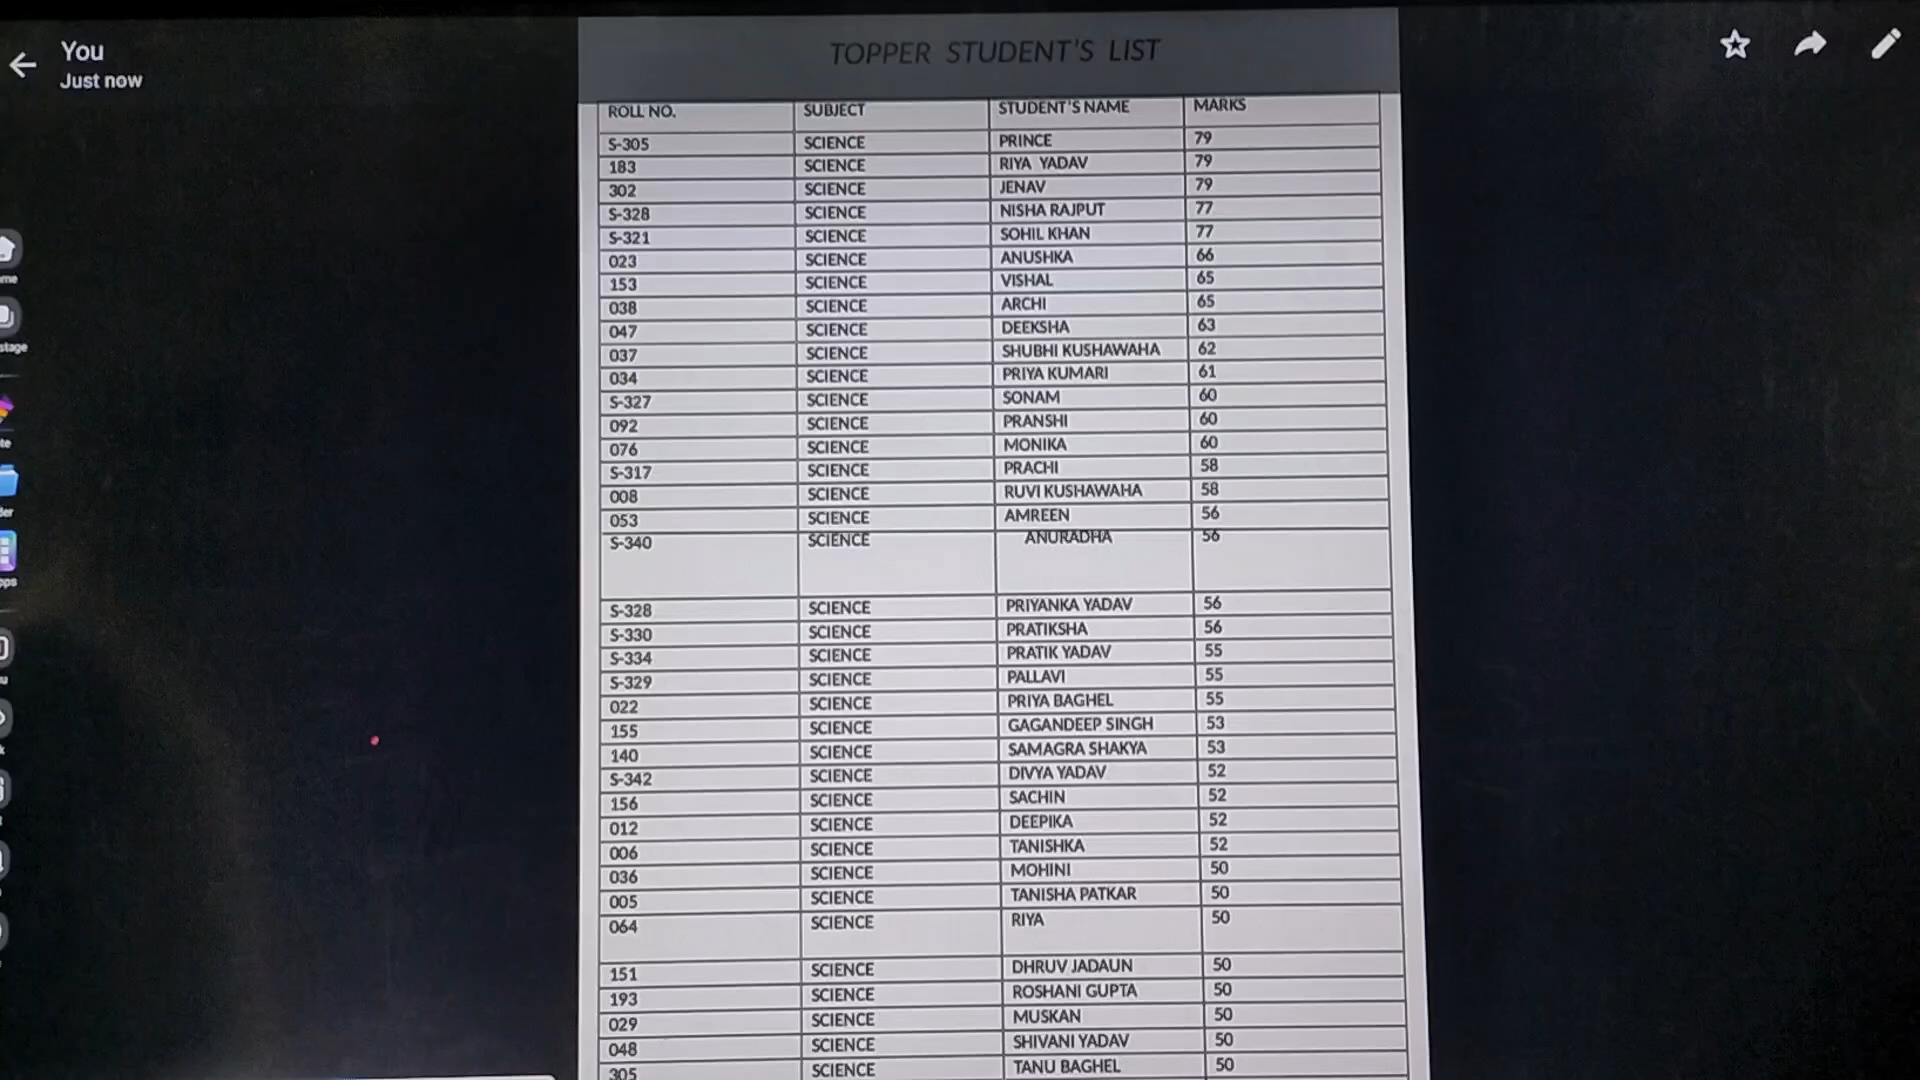 You
Just now
TOPPER STUDENT'S LIST
ROLL NO. SUBJECT STUDENT'S NAME MARKS
S-305 SCIENCE PRINCE 79
183 SCIENCE RIYA YADAV 79
302 SCIENCE JENAV 79
S-328 SCIENCE NISHA RAJPUT 77
S-321 SCIENCE SOHIL KHAN 77
023 SCIENCE ANUSHKA 66
153 SCIENCE VISHAL 65
038 SCIENCE ARCHI 65
047 SCIENCE DEEKSHA 63
037 SCIENCE SHUBHI KUSHAWAHA 62
034 SCIENCE PRIYA KUMARI 61
S-327 SCIENCE SONAM 60
092 SCIENCE PRANSHI 60
076 SCIENCE MONIKA 60
S-317 SCIENCE PRACHI 58
008 SCIENCE RUVI KUSHAWAHA 58
053 SCIENCE AMREEN 56
S-340 SCIENCE ANURADHA 56
S-328 SCIENCE PRIYANKA YADAV 56
S-330 SCIENCE PRATIKSHA 56
S-334 SCIENCE PRATIK YADAV 55
S-329 SCIENCE PALLAVI 55
022 SCIENCE PRIYA BAGHEL 55
155 SCIENCE GAGANDEEP SINGH 53
140 SCIENCE SAMAGRA SHAKYA 53
S-342 SCIENCE DIVYA YADAV 52
156 SCIENCE SACHIN 52
012 SCIENCE DEEPIKA 52
006 SCIENCE TANISHKA 52
036 SCIENCE MOHINI 50
005 SCIENCE TANISHA PATKAR 50
064 SCIENCE RIYA 50
151 SCIENCE DHRUV JADAUN 50
193 SCIENCE ROSHANI GUPTA 50
029 SCIENCE MUSKAN 50
048 SCIENCE SHIVANI YADAV 50
305 SCIENCE TANU BAGHEL 50